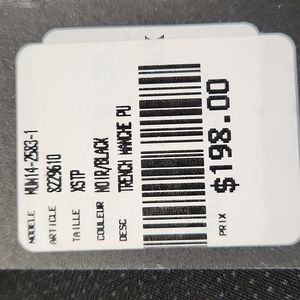 MODELE MUW14-2583-1
ARTICLE 8229610
TAILLE XSTP
COULEUR NOIR/BLACK
DESC TRENCH MANCHE PU
PRIX $198.00